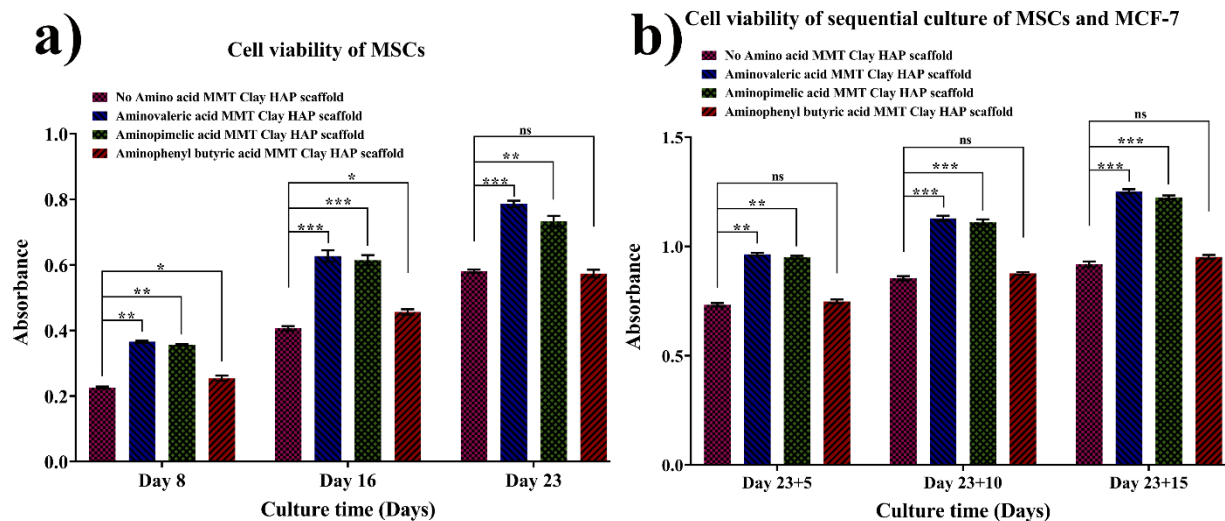 a)
Cell viability of MSCs
No Amino acid MMT Clay HAP scaffold
Aminovaleric acid MMT Clay HAP scaffold
Aminopimelic acid MMT Clay HAP scaffold
Aminophenyl butyric acid MMT Clay HAP scaffold
Absorbance
1.0
0.8
0.6
0.4
0.2
0.0
*
**
**
*
***
***
ns
**
***
Day 8
Day 16
Day 23
Culture time (Days)
b)
Cell viability of sequential culture of MSCs and MCF-7
No Amino acid MMT Clay HAP scaffold
Aminovaleric acid MMT Clay HAP scaffold
Aminopimelic acid MMT Clay HAP scaffold
Aminophenyl butyric acid MMT Clay HAP scaffold
Absorbance
1.5
1.0
0.5
0.0
ns
**
**
ns
***
***
ns
***
***
Day 23+5
Day 23+10
Day 23+15
Culture time (Days)